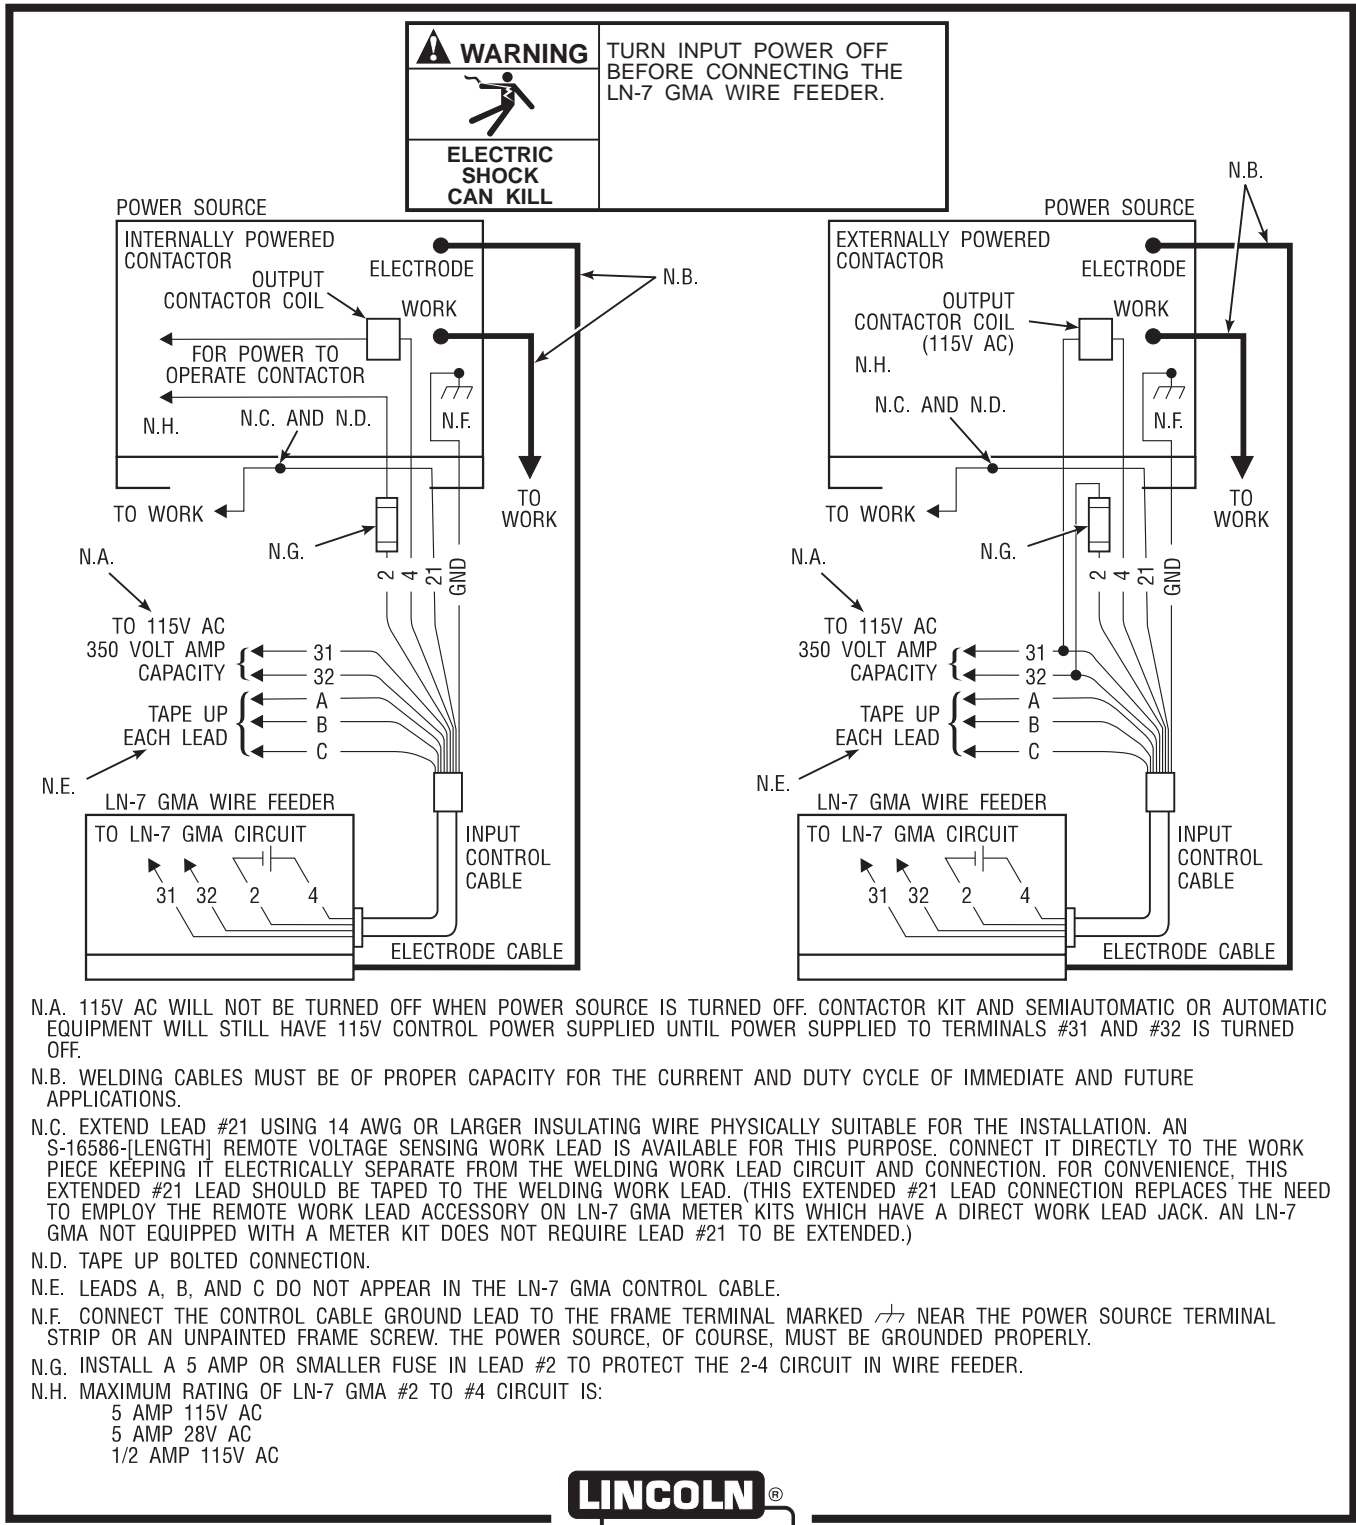 WARNING
ELECTRIC
SHOCK
CAN KILL
TURN INPUT POWER OFF
BEFORE CONNECTING THE
LN-7 GMA WIRE FEEDER.
POWER SOURCE
INTERNALLY POWERED
CONTACTOR
ELECTRODE
OUTPUT
CONTACTOR COIL
WORK
FOR POWER TO
OPERATE CONTACTOR
N.H.
N.C. AND N.D.
N.F.
N.B.
TO WORK
TO
WORK
N.G.
N.A.
2
4
21
GND
TO 115V AC
350 VOLT AMP
CAPACITY
31
32
TAPE UP
EACH LEAD
A
B
C
N.E.
LN-7 GMA WIRE FEEDER
TO LN-7 GMA CIRCUIT
31
32
2
4
INPUT
CONTROL
CABLE
ELECTRODE CABLE
N.B.
POWER SOURCE
EXTERNALLY POWERED
CONTACTOR
ELECTRODE
OUTPUT
CONTACTOR COIL
(115V AC)
WORK
N.H.
N.C. AND N.D.
N.F.
TO WORK
TO
WORK
N.G.
N.A.
2
4
21
GND
TO 115V AC
350 VOLT AMP
CAPACITY
31
32
TAPE UP
EACH LEAD
A
B
C
N.E.
LN-7 GMA WIRE FEEDER
TO LN-7 GMA CIRCUIT
31
32
2
4
INPUT
CONTROL
CABLE
ELECTRODE CABLE
N.A. 115V AC WILL NOT BE TURNED OFF WHEN POWER SOURCE IS TURNED OFF. CONTACTOR KIT AND SEMIAUTOMATIC OR AUTOMATIC
EQUIPMENT WILL STILL HAVE 115V CONTROL POWER SUPPLIED UNTIL POWER SUPPLIED TO TERMINALS #31 AND #32 IS TURNED
OFF.
N.B. WELDING CABLES MUST BE OF PROPER CAPACITY FOR THE CURRENT AND DUTY CYCLE OF IMMEDIATE AND FUTURE
APPLICATIONS.
N.C. EXTEND LEAD #21 USING 14 AWG OR LARGER INSULATING WIRE PHYSICALLY SUITABLE FOR THE INSTALLATION. AN
S-16586-[LENGTH] REMOTE VOLTAGE SENSING WORK LEAD IS AVAILABLE FOR THIS PURPOSE. CONNECT IT DIRECTLY TO THE WORK
PIECE KEEPING IT ELECTRICALLY SEPARATE FROM THE WELDING WORK LEAD CIRCUIT AND CONNECTION. FOR CONVENIENCE, THIS
EXTENDED #21 LEAD SHOULD BE TAPED TO THE WELDING WORK LEAD. (THIS EXTENDED #21 LEAD CONNECTION REPLACES THE NEED
TO EMPLOY THE REMOTE WORK LEAD ACCESSORY ON LN-7 GMA METER KITS WHICH HAVE A DIRECT WORK LEAD JACK. AN LN-7
GMA NOT EQUIPPED WITH A METER KIT DOES NOT REQUIRE LEAD #21 TO BE EXTENDED.)
N.D. TAPE UP BOLTED CONNECTION.
N.E. LEADS A, B, AND C DO NOT APPEAR IN THE LN-7 GMA CONTROL CABLE.
N.F. CONNECT THE CONTROL CABLE GROUND LEAD TO THE FRAME TERMINAL MARKED NEAR THE POWER SOURCE TERMINAL
STRIP OR AN UNPAINTED FRAME SCREW. THE POWER SOURCE, OF COURSE, MUST BE GROUNDED PROPERLY.
N.G. INSTALL A 5 AMP OR SMALLER FUSE IN LEAD #2 TO PROTECT THE 2-4 CIRCUIT IN WIRE FEEDER.
N.H. MAXIMUM RATING OF LN-7 GMA #2 TO #4 CIRCUIT IS:
5 AMP 115V AC
5 AMP 28V AC
1/2 AMP 115V AC
LINCOLN ®